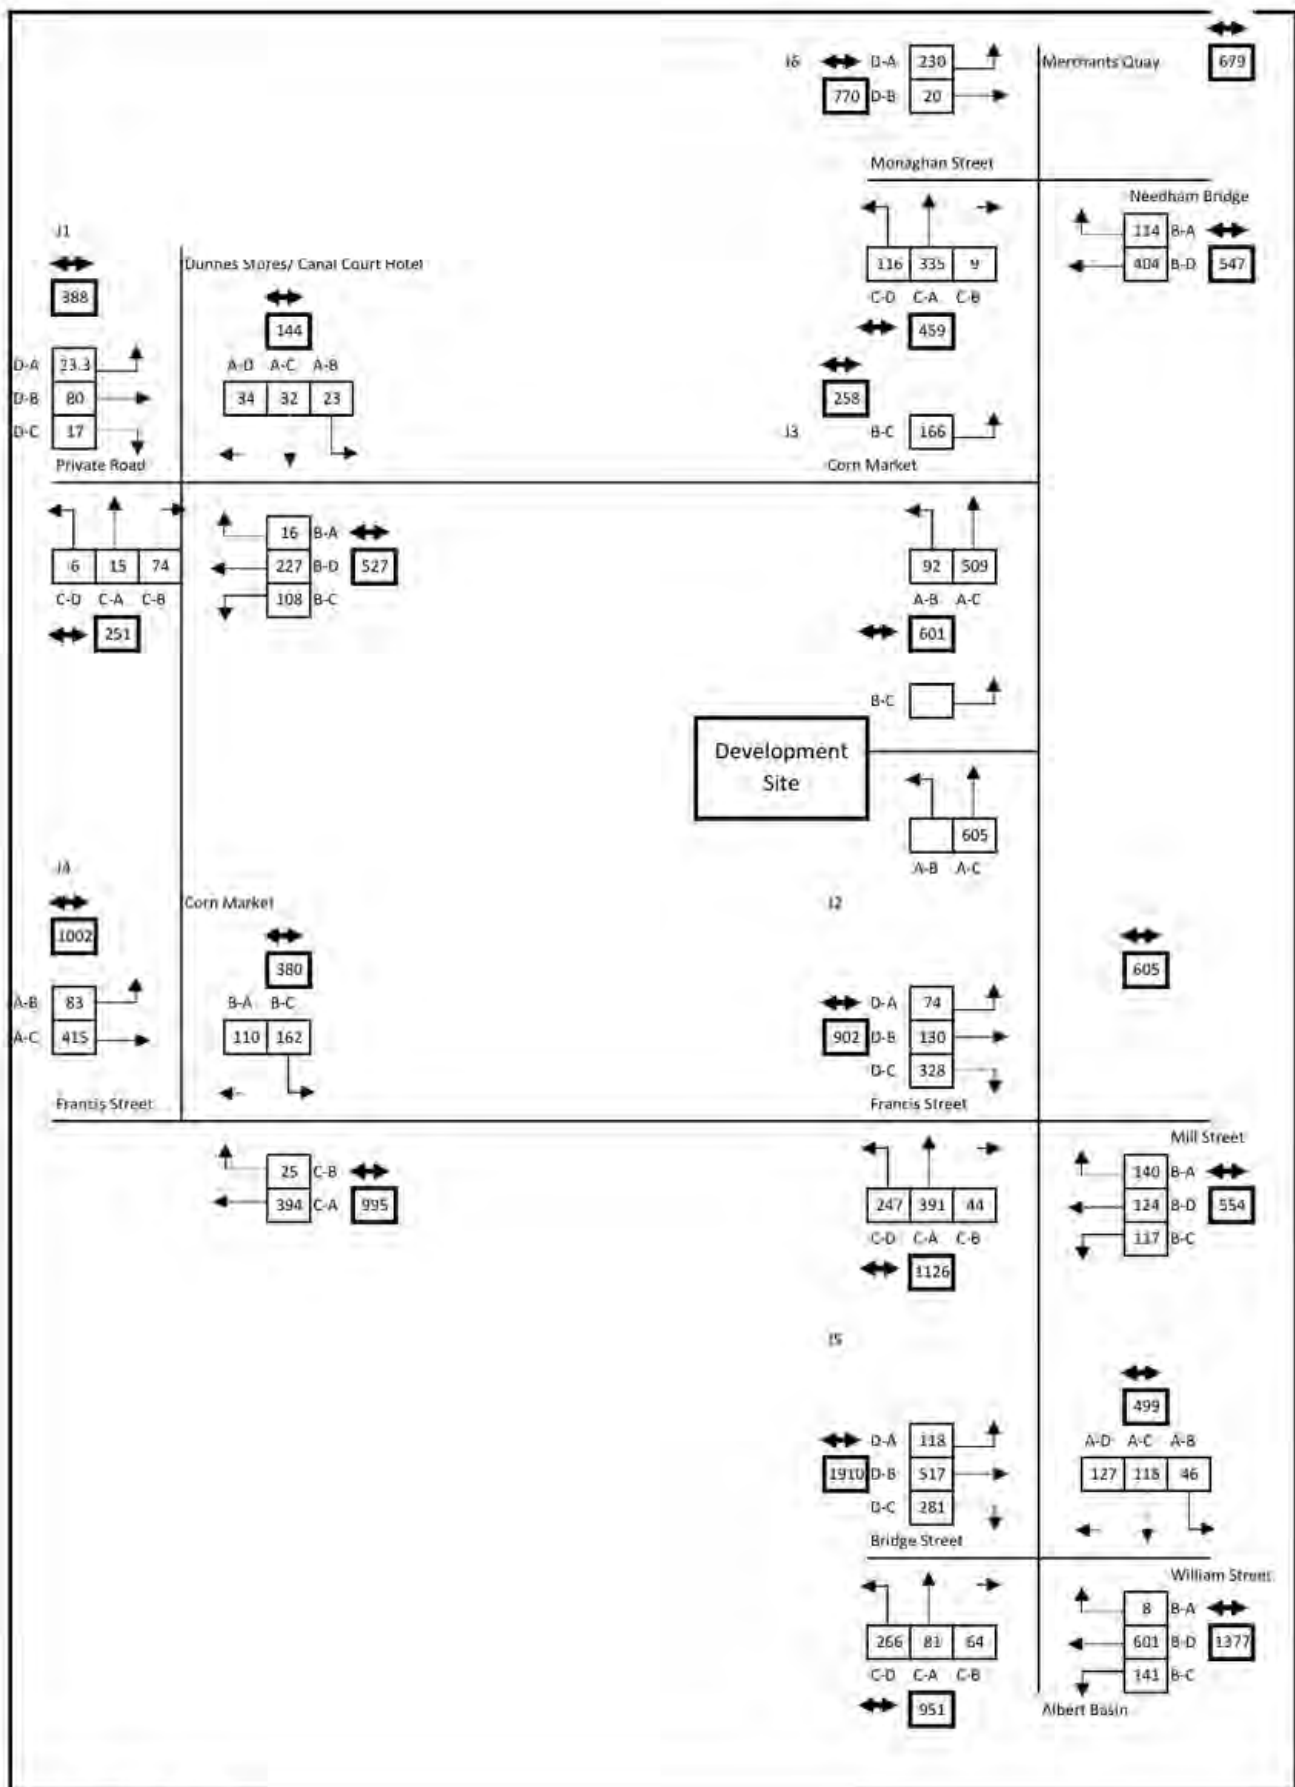 679
J6 D-A 230 Merchants Quay
770 D-B 20
Monaghan Street
Needham Bridge
114 B-A
116 335 9 404 B-D 547
C-D C-A C-B
459
J1
Dunnes Stores/ Canal Court Hotel
388
144
D-A 23.3 A-D A-C A-B
D-B 80 34 32 23
D-C 17
Private Road
258
J3 B-C 166
Corn Market
16 B-A
6 15 74 227 B-D 527
C-D C-A C-B 108 B-C
251
92 509
A-B A-C
601
B-C
Development
Site
605
A-B A-C
J4
Corn Market
1002
380
A-B 83 B-A B-C
A-C 415 110 162
Francis Street
J2
605
D-A 74
902 D-B 130
D-C 328
Francis Street
Mill Street
25 C-B
394 C-A 995
140 B-A
247 391 44 124 B-D 554
C-D C-A C-B 117 B-C
1126
J5
499
D-A 118 A-D A-C A-B
1910 D-B 517 127 118 46
D-C 281
Bridge Street
William Street
8 B-A
266 81 64 601 B-D 1377
C-D C-A C-B 141 B-C
951 Albert Basin